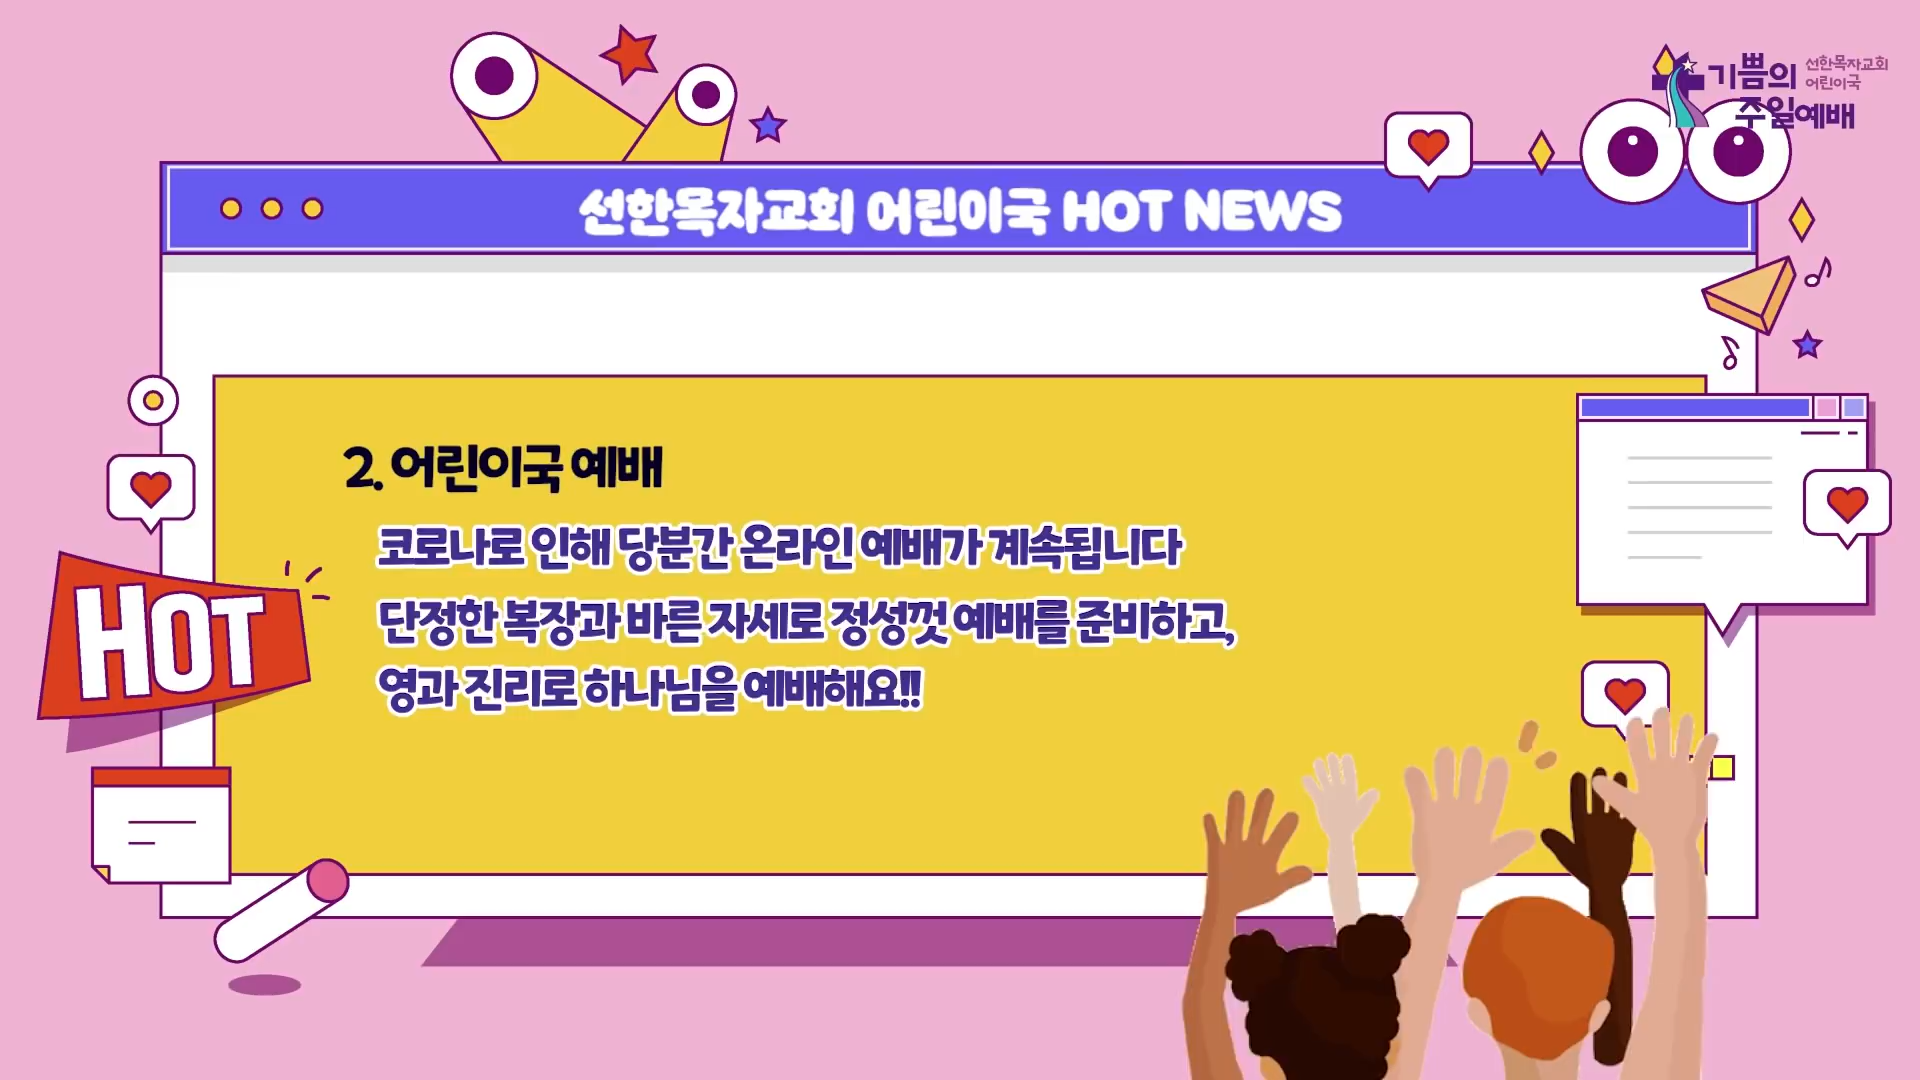 기쁨의 선한목자교회
어린이국
주일예배
선한목자교회 어린이국 HOT NEWS
2. 어린이국 예배
코로나로 인해 당분간 온라인 예배가 계속됩니다
단정한 복장과 바른 자세로 정성껏 예배를 준비하고,
영과 진리로 하나님을 예배해요!!
HOT